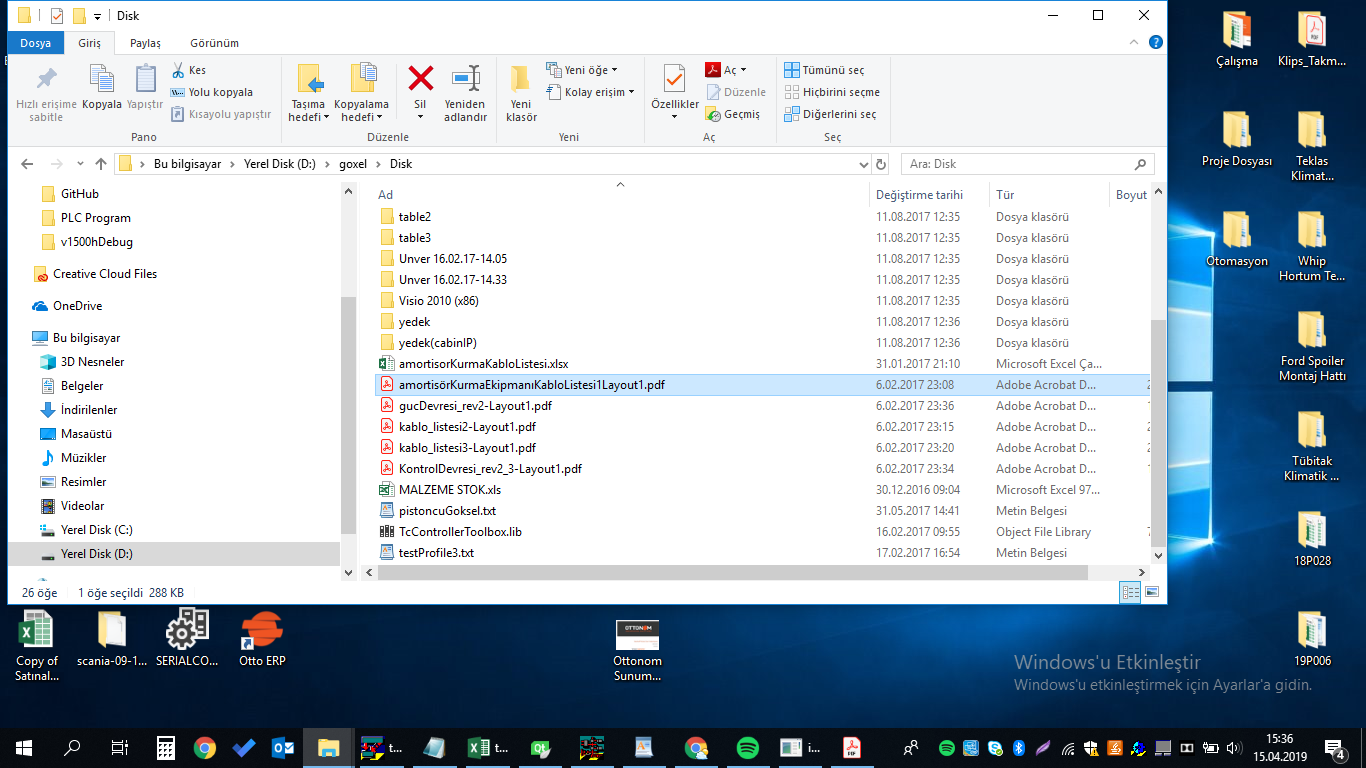 Disk
Dosya Giriş Paylaş Görünüm
Hızlı erişime sabitle
Kopyala
Yapıştır
Kes
Yolu kopyala
Kısayolu yapıştır
Taşıma hedefi
Kopyalama hedefi
Sil
Yeniden adlandır
Yeni klasör
Yeni öğe
Kolay erişim
Özellikler
Aç
Düzenle
Geçmiş
Tümünü seç
Hiçbirini seçme
Diğerlerini seç
Pano Düzenle Yeni Aç Seç
Bu bilgisayar Yerel Disk (D:) goxel Disk
Ara: Disk
GitHub
PLC Program
v1500hDebug
Creative Cloud Files
OneDrive
Bu bilgisayar
3D Nesneler
Belgeler
İndirilenler
Masaüstü
Müzikler
Resimler
Videolar
Yerel Disk (C:)
Yerel Disk (D:)
Ad Değiştirme tarihi Tür Boyut
table2 11.08.2017 12:35 Dosya klasörü
table3 11.08.2017 12:35 Dosya klasörü
Unver 16.02.17-14.05 11.08.2017 12:35 Dosya klasörü
Unver 16.02.17-14.33 11.08.2017 12:35 Dosya klasörü
Visio 2010 (x86) 11.08.2017 12:35 Dosya klasörü
yedek 11.08.2017 12:36 Dosya klasörü
yedek(cabinIP) 11.08.2017 12:36 Dosya klasörü
amortisorKurmaKabloListesi.xlsx 31.01.2017 21:10 Microsoft Excel Ça...
amortisörKurmaEkipmanıKabloListesi1Layout1.pdf 6.02.2017 23:08 Adobe Acrobat D...
gucDevresi_rev2-Layout1.pdf 6.02.2017 23:36 Adobe Acrobat D...
kablo_listesi2-Layout1.pdf 6.02.2017 23:15 Adobe Acrobat D...
kablo_listesi3-Layout1.pdf 6.02.2017 23:20 Adobe Acrobat D...
KontrolDevresi_rev2_3-Layout1.pdf 6.02.2017 23:34 Adobe Acrobat D...
MALZEME STOK.xls 30.12.2016 09:04 Microsoft Excel 97...
pistoncuGoksel.txt 31.05.2017 14:41 Metin Belgesi
TcControllerToolbox.lib 16.02.2017 09:55 Object File Library
testProfile3.txt 17.02.2017 16:54 Metin Belgesi
26 öğe 1 öğe seçildi 288 KB
Çalışma
Klips_Takm...
Proje Dosyası
Teklas Klimat...
Otomasyon
Whip Hortum Te...
Ford Spoiler Montaj Hattı
Tübitak Klimatik ...
18P028
19P006
Copy of Satınal...
scania-09-1...
SERIALCO...
Otto ERP
OTTONOM
Ottonom Sunum...
Windows'u Etkinleştir
Windows'u etkinleştirmek için Ayarlar'a gidin.
t...
t...
i...
15:36
15.04.2019
4